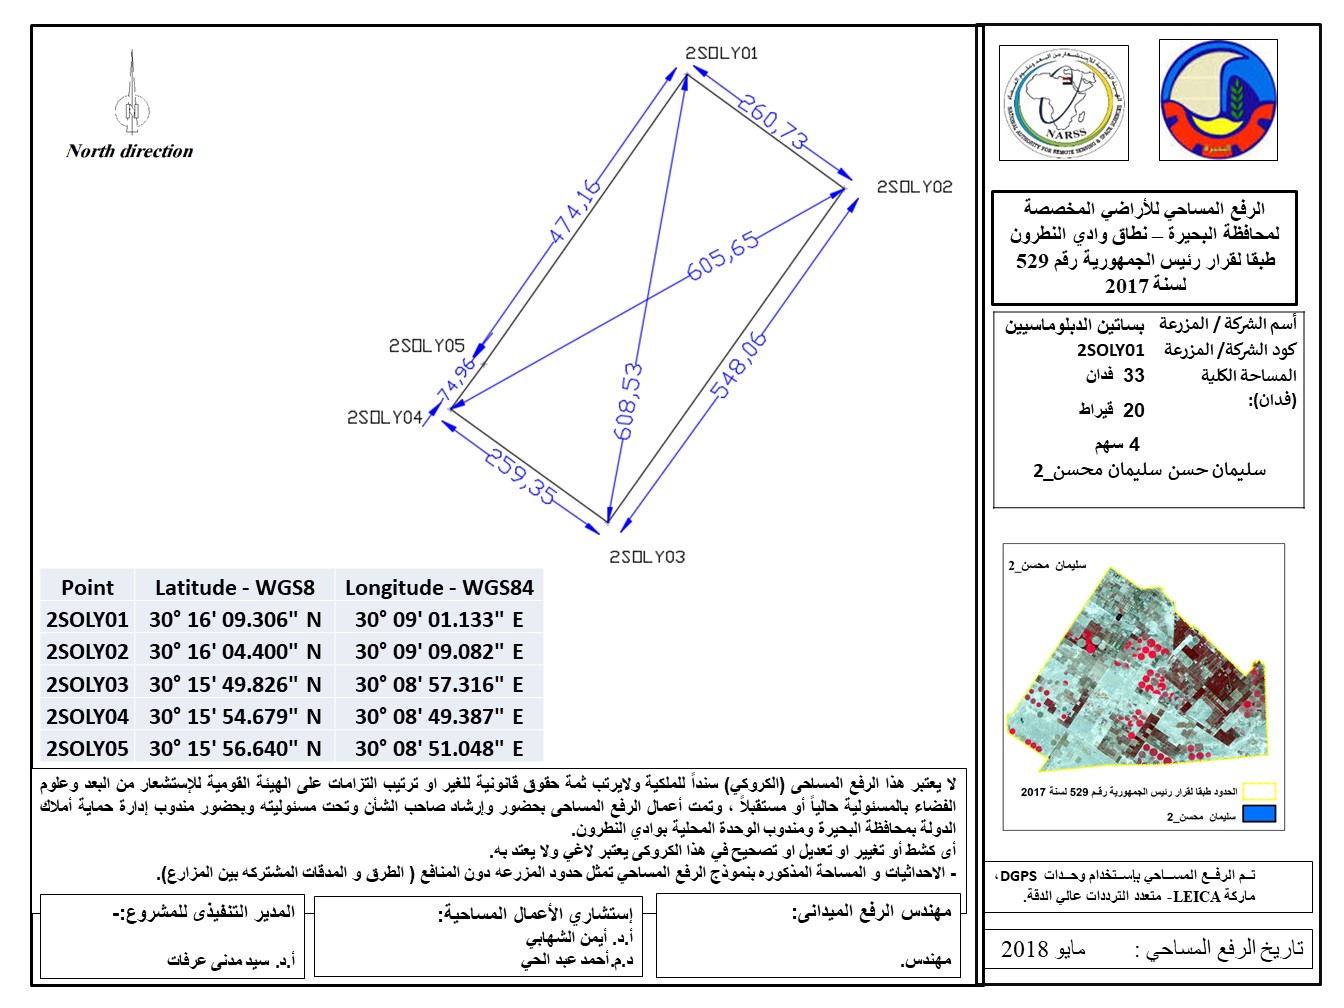 North direction
2SOLY01
260,73
2SOLY02
474,16
605,65
2SOLY05
74,96
608,53
548,06
2SOLY04
259,35
2SOLY03
Point Latitude - WGS8 Longitude - WGS84
2SOLY01 30° 16' 09.306" N 30° 09' 01.133" E
2SOLY02 30° 16' 04.400" N 30° 09' 09.082" E
2SOLY03 30° 15' 49.826" N 30° 08' 57.316" E
2SOLY04 30° 15' 54.679" N 30° 08' 49.387" E
2SOLY05 30° 15' 56.640" N 30° 08' 51.048" E
لا يعتبر هذا الرفع المساحى (الكروكي) سنداً للملكية ولايرتب ثمة حقوق قانونية للغير او ترتيب التزامات على الهيئة القومية للإستشعار من البعد وعلوم
الفضاء بالمسئولية حالياً أو مستقبلاً ، وتمت أعمال الرفع المساحى بحضور وإرشاد صاحب الشأن وتحت مسئوليته وبحضور مندوب إدارة حماية أملاك
الدولة بمحافظة البحيرة ومندوب الوحدة المحلية بوادي النطرون.
أى كشط أو تغيير او تعديل او تصحيح في هذا الكروكى يعتبر لاغي ولا يعتد به.
- الاحداثيات و المساحة المذكوره بنموذج الرفع المساحي تمثل حدود المزرعه دون المنافع ( الطرق و المدقات المشتركه بين المزارع).
مهندس الرفع الميدانى:
مهندس.
إستشاري الأعمال المساحية:
أ.د. أيمن الشهابي
د.م.أحمد عبد الحي
المدير التنفيذى للمشروع:-
أ.د. سيد مدنى عرفات
NARSS
NATIONAL AUTHORITY FOR REMOTE SENSING & SPACE SCIENCES
البحيرة
الرفع المساحي للأراضي المخصصة
لمحافظة البحيرة – نطاق وادي النطرون
طبقا لقرار رئيس الجمهورية رقم 529
لسنة 2017
أسم الشركة / المزرعة بساتين الدبلوماسيين
كود الشركة/ المزرعة 2SOLY01
المساحة الكلية 33 فدان
(فدان): 20 قيراط
4 سهم
سليمان حسن سليمان محسن_2
سليمان محسن_2
الحدود طبقا لقرار رئيس الجمهورية رقم 529 لسنة 2017
سليمان محسن_2
تـم الرفـع المسـاحي بإسـتخدام وحـدات DGPS،
ماركة LEICA- متعدد الترددات عالي الدقة.
تاريخ الرفع المساحي : مايو 2018